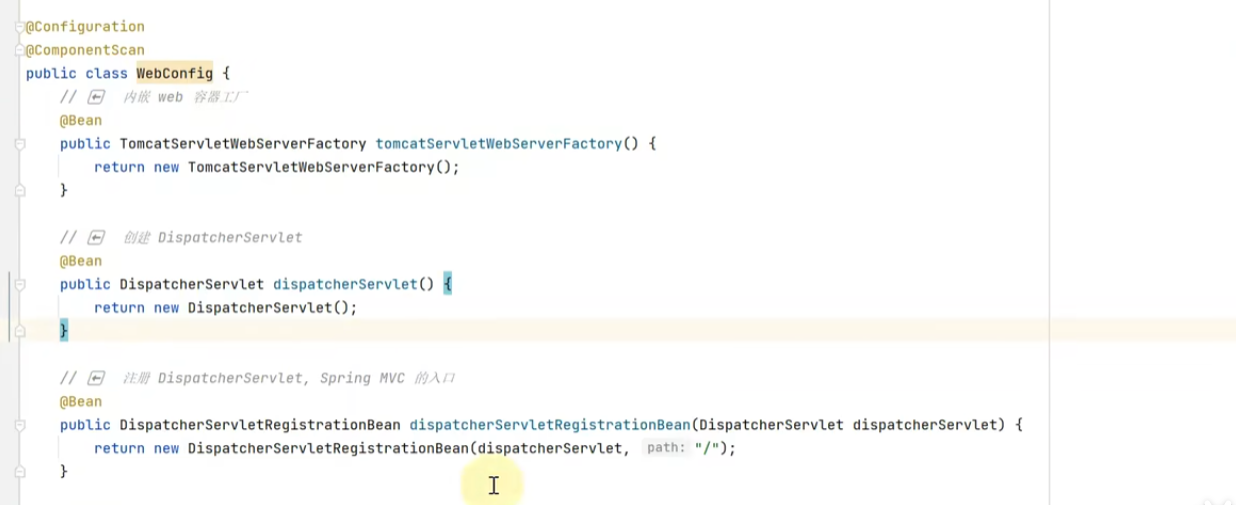 @Configuration
@ComponentScan
public class WebConfig {
// ⬅ 内嵌 web 容器工厂
@Bean
public TomcatServletWebServerFactory tomcatServletWebServerFactory() {
return new TomcatServletWebServerFactory();
}
// ⬅ 创建 DispatcherServlet
@Bean
public DispatcherServlet dispatcherServlet() {
return new DispatcherServlet();
}
// ⬅ 注册 DispatcherServlet, Spring MVC 的入口
@Bean
public DispatcherServletRegistrationBean dispatcherServletRegistrationBean(DispatcherServlet dispatcherServlet) {
return new DispatcherServletRegistrationBean(dispatcherServlet, path: "/");
}